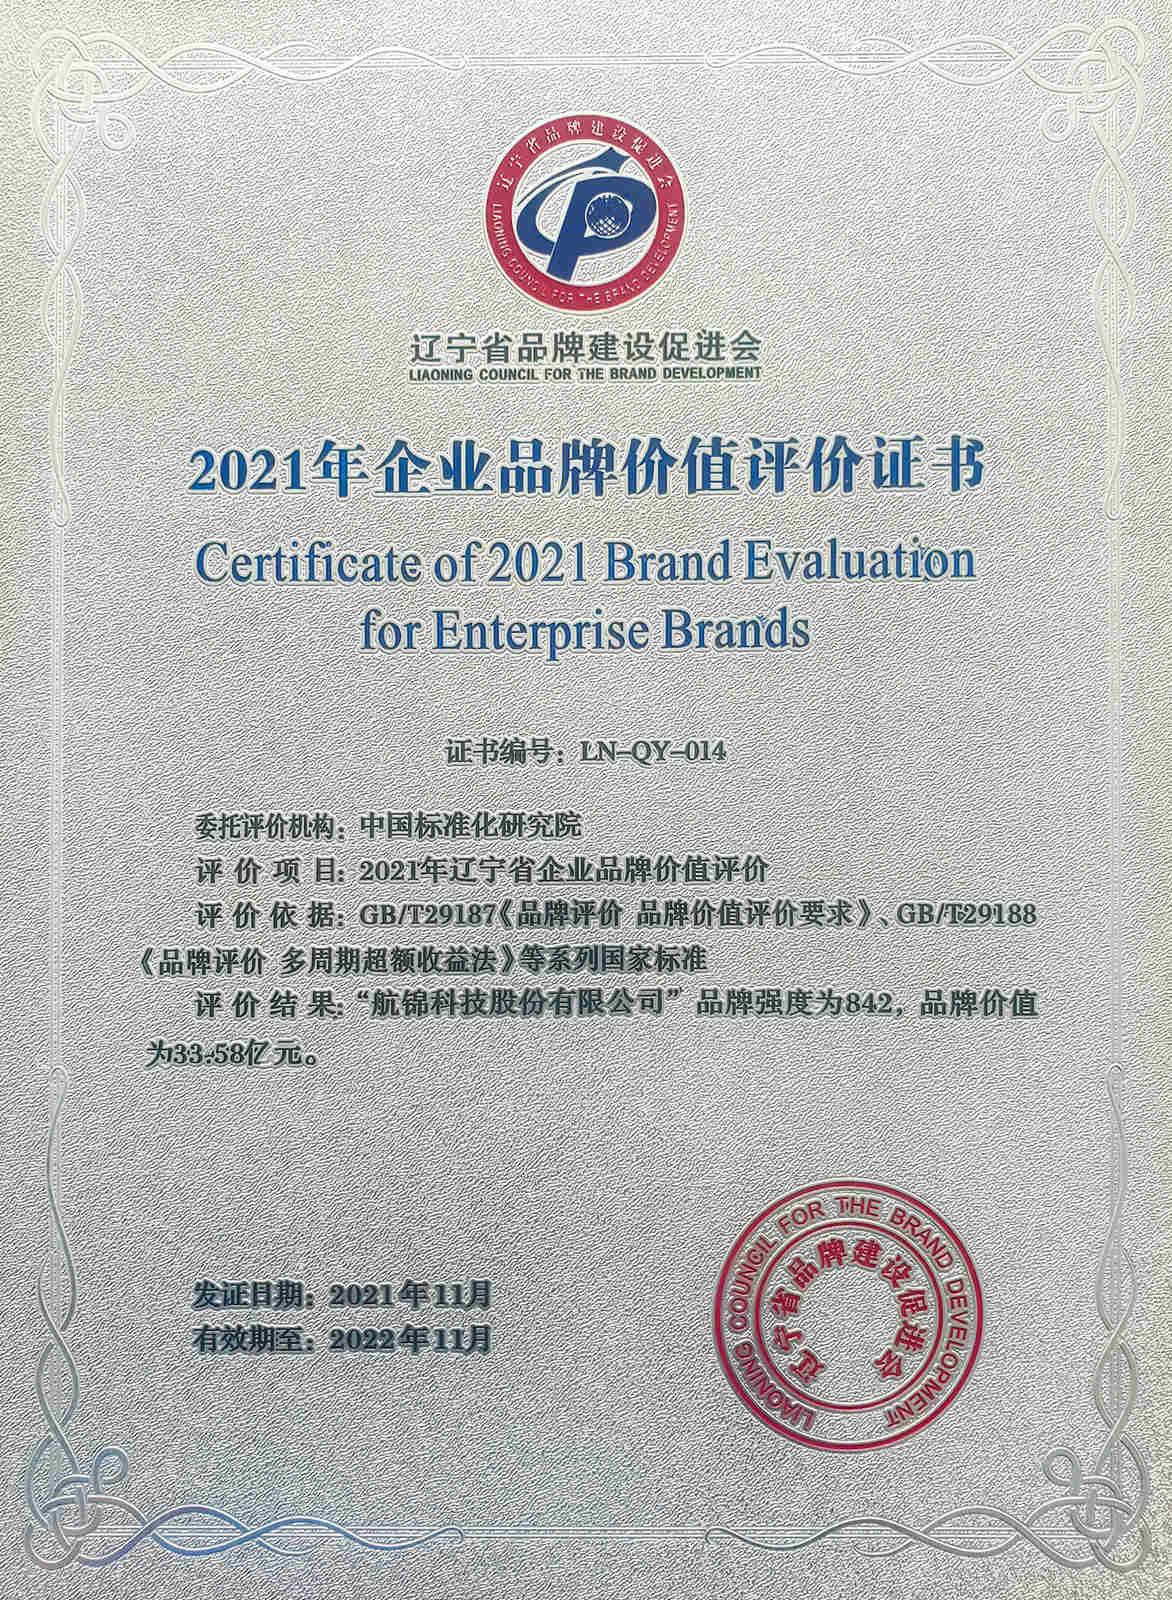 辽宁省品牌建设促进会
LIAONING COUNCIL FOR THE BRAND DEVELOPMENT
辽宁省品牌建设促进会
LIAONING COUNCIL FOR THE BRAND DEVELOPMENT
2021年企业品牌价值评价证书
Certificate of 2021 Brand Evaluation
for Enterprise Brands
证书编号：LN-QY-014
委托评价机构：中国标准化研究院
评价项目：2021年辽宁省企业品牌价值评价
评价依据：GB/T29187《品牌评价 品牌价值评价要求》、GB/T29188
《品牌评价 多周期超额收益法》等系列国家标准
评价结果：“航锦科技股份有限公司”品牌强度为842，品牌价值
为33.58亿元。
发证日期：2021年11月
有效期至：2022年11月
LIAONING COUNCIL FOR THE BRAND DEVELOPMENT
辽宁省品牌建设促进会